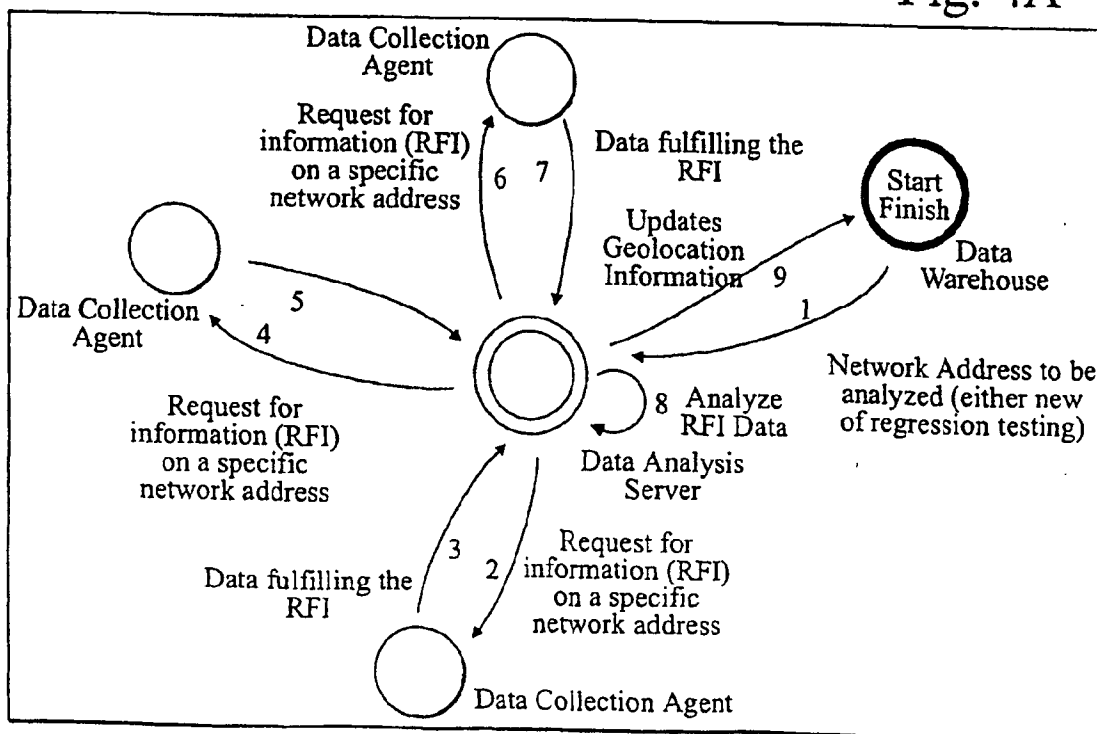 Fig. 4A
Data Collection
Agent
Request for
information (RFI)
on a specific
network address
6
7
Data fulfilling the
RFI
Start
Finish
Updates
Geolocation
Information
9
Data
Warehouse
1
5
Data Collection
Agent
4
Network Address to be
analyzed (either new
of regression testing)
8
Analyze
RFI Data
Request for
information (RFI)
on a specific
network address
Data Analysis
Server
3
2
Request for
information (RFI)
on a specific
network address
Data fulfilling the
RFI
Data Collection Agent